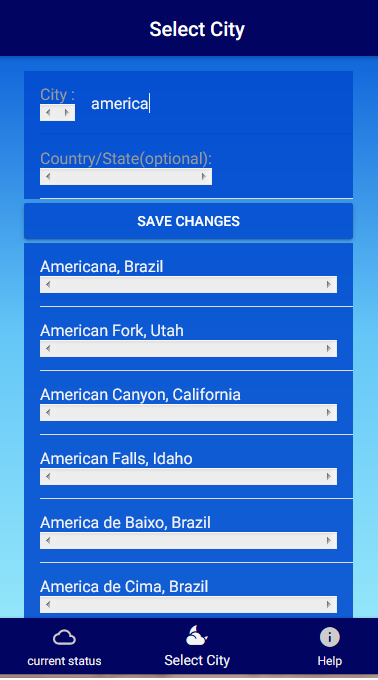 Select City
City :
america
Country/State(optional):
SAVE CHANGES
Americana, Brazil
American Fork, Utah
American Canyon, California
American Falls, Idaho
America de Baixo, Brazil
America de Cima, Brazil
current status
Select City
Help